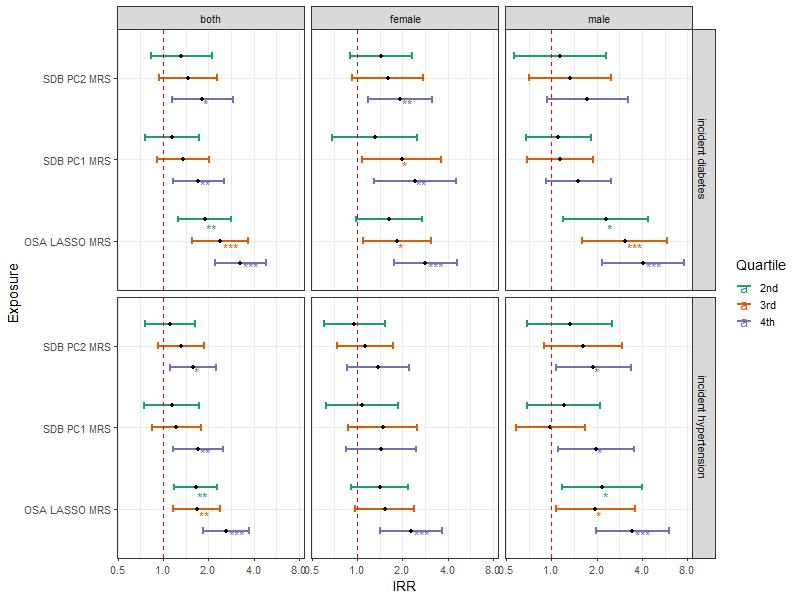 both female male
SDB PC2 MRS
*
**
SDB PC1 MRS
*
** **
OSA LASSO MRS
** *
*** * ***
*** *** ***
incident diabetes
SDB PC2 MRS
* *
SDB PC1 MRS
** *
OSA LASSO MRS
** *
** *
*** *** ***
incident hypertension
0.5 1.0 2.0 4.0 8.0 0.5 1.0 2.0 4.0 8.0 0.5 1.0 2.0 4.0 8.0
IRR
Exposure
Quartile
a 2nd
a 3rd
a 4th